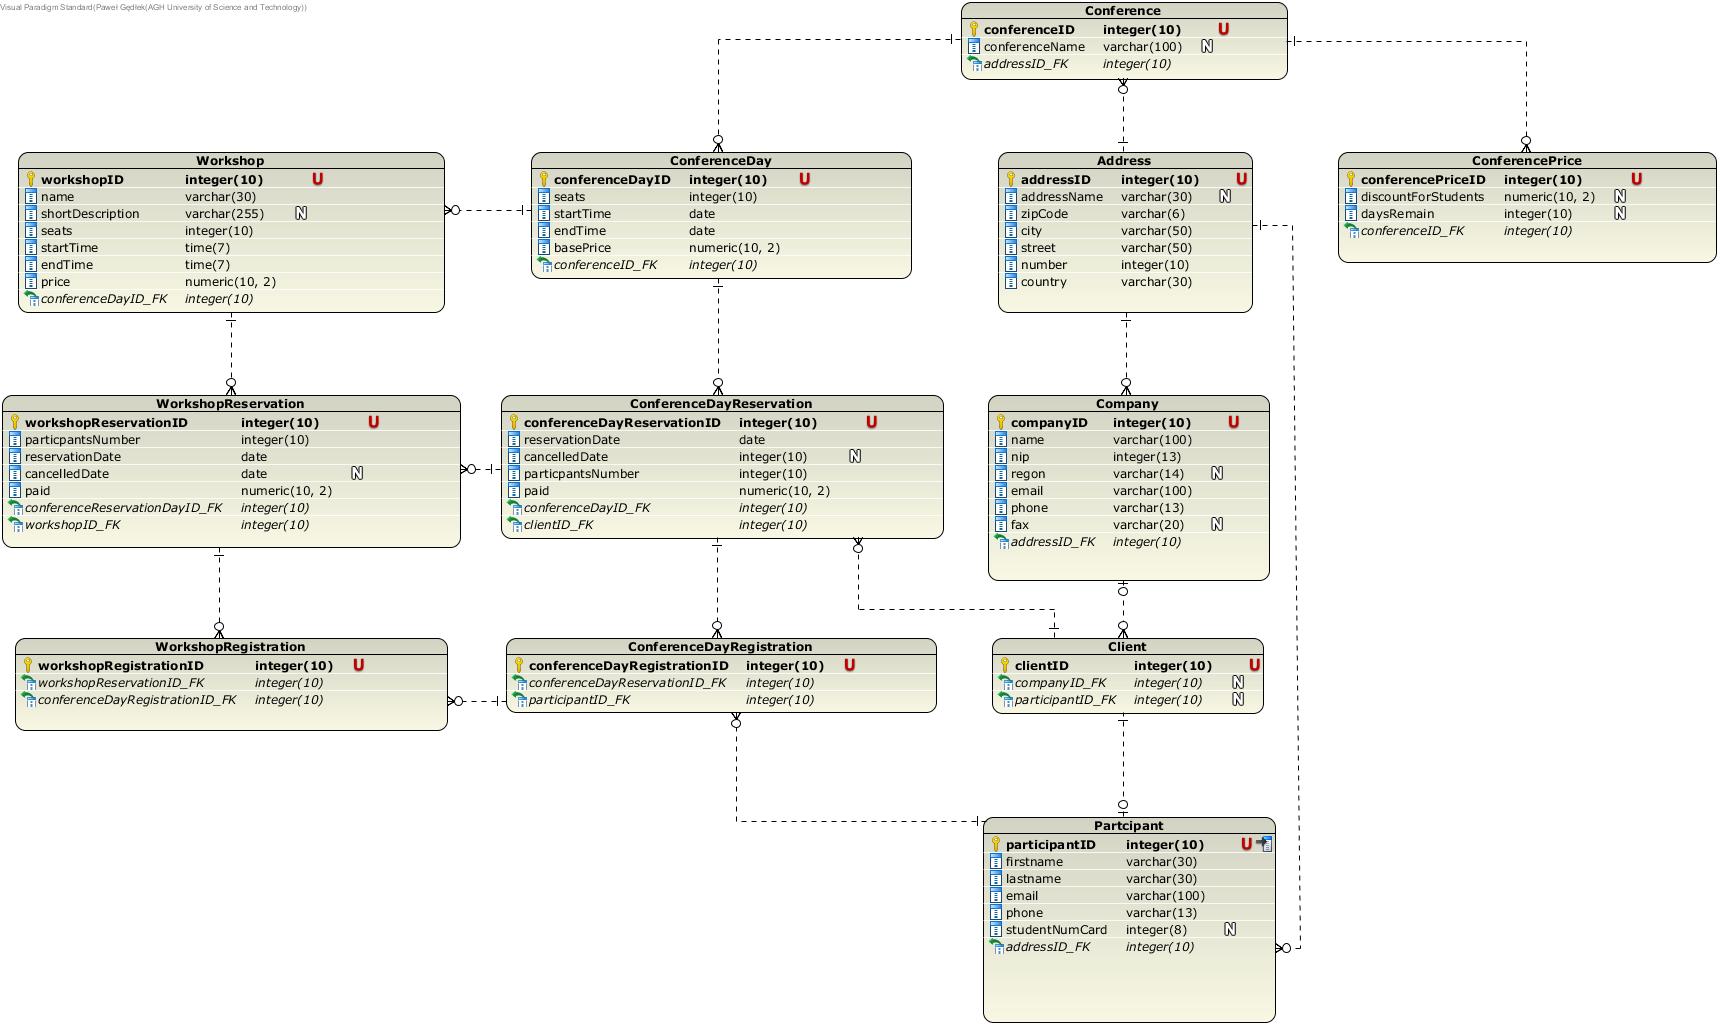 Visual Paradigm Standard(Paweł Gędłek(AGH University of Science and Technology))
Conference
conferenceID integer(10) U
conferenceName varchar(100) N
addressID_FK integer(10)
Workshop
workshopID integer(10) U
name varchar(30)
shortDescription varchar(255) N
seats integer(10)
startTime time(7)
endTime time(7)
price numeric(10, 2)
conferenceDayID_FK integer(10)
ConferenceDay
conferenceDayID integer(10) U
seats integer(10)
startTime date
endTime date
basePrice numeric(10, 2)
conferenceID_FK integer(10)
Address
addressID integer(10) U
addressName varchar(30) N
zipCode varchar(6)
city varchar(50)
street varchar(50)
number integer(10)
country varchar(30)
ConferencePrice
conferencePriceID integer(10) U
discountForStudents numeric(10, 2) N
daysRemain integer(10) N
conferenceID_FK integer(10)
WorkshopReservation
workshopReservationID integer(10) U
particpantsNumber integer(10)
reservationDate date
cancelledDate date N
paid numeric(10, 2)
conferenceReservationDayID_FK integer(10)
workshopID_FK integer(10)
ConferenceDayReservation
conferenceDayReservationID integer(10) U
reservationDate date
cancelledDate integer(10) N
particpantsNumber integer(10)
paid numeric(10, 2)
conferenceDayID_FK integer(10)
clientID_FK integer(10)
Company
companyID integer(10) U
name varchar(100)
nip integer(13)
regon varchar(14) N
email varchar(100)
phone varchar(13)
fax varchar(20) N
addressID_FK integer(10)
WorkshopRegistration
workshopRegistrationID integer(10) U
workshopReservationID_FK integer(10)
conferenceDayRegistrationID_FK integer(10)
ConferenceDayRegistration
conferenceDayRegistrationID integer(10) U
conferenceDayReservationID_FK integer(10)
participantID_FK integer(10)
Client
clientID integer(10) U
companyID_FK integer(10) N
participantID_FK integer(10) N
Partcipant
participantID integer(10) U
firstname varchar(30)
lastname varchar(30)
email varchar(100)
phone varchar(13)
studentNumCard integer(8) N
addressID_FK integer(10)